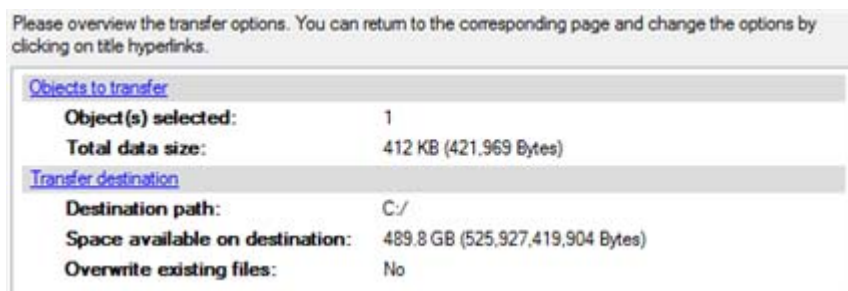 Please overview the transfer options. You can return to the corresponding page and change the options by
clicking on title hyperlinks.
Objects to transfer
Object(s) selected: 1
Total data size: 412 KB (421,969 Bytes)
Transfer destination
Destination path: C:/
Space available on destination: 489.8 GB (525,927,419,904 Bytes)
Overwrite existing files: No